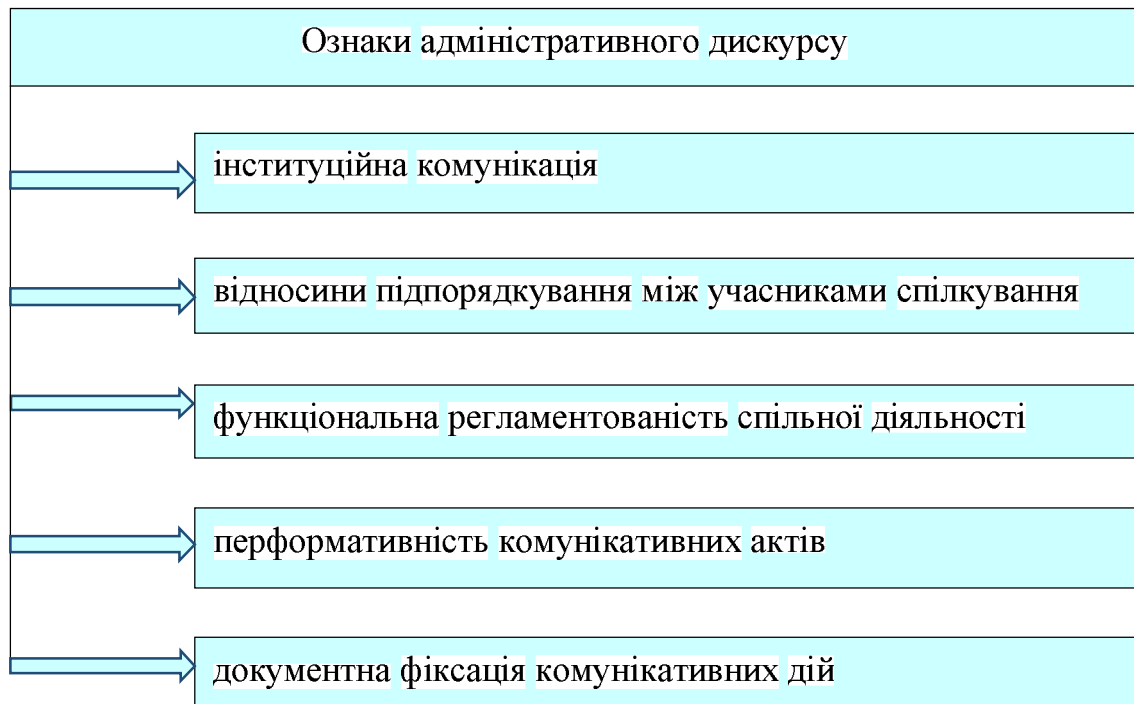 Ознаки адміністративного дискурсу
інституційна комунікація
відносини підпорядкування між учасниками спілкування
функціональна регламентованість спільної діяльності
перформативність комунікативних актів
документна фіксація комунікативних дій